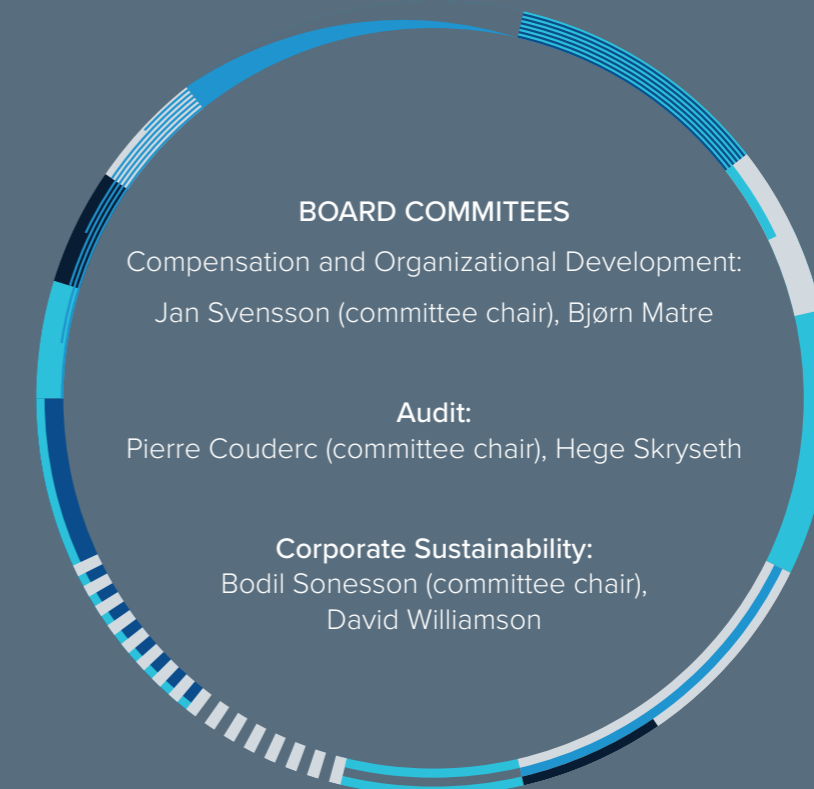 BOARD COMMITEES
Compensation and Organizational Development:
Jan Svensson (committee chair), Bjørn Matre
Audit:
Pierre Couderc (committee chair), Hege Skryseth
Corporate Sustainability:
Bodil Sonesson (committee chair),
David Williamson